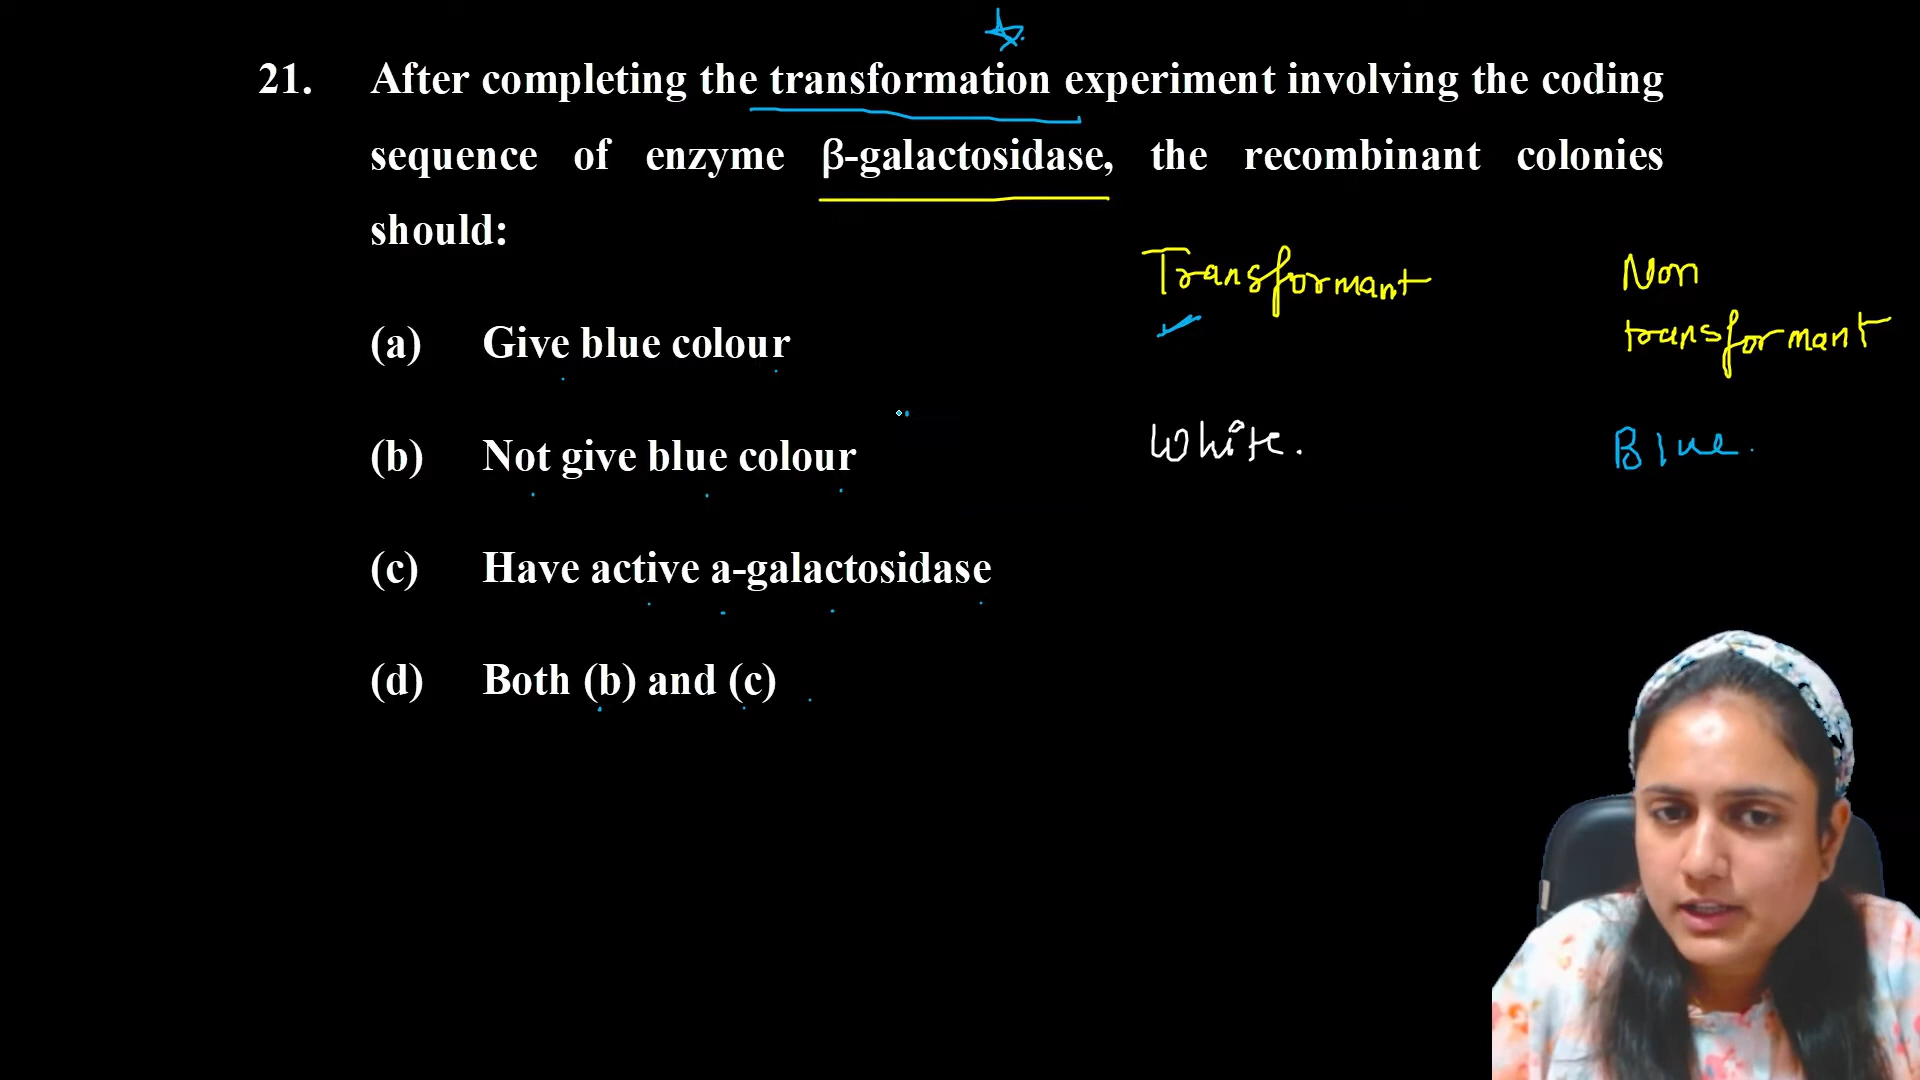 21. After completing the transformation experiment involving the coding
sequence of enzyme β-galactosidase, the recombinant colonies
should:
Transformant
Non
transformant
(a) Give blue colour
(b) Not give blue colour
White.
Blue.
(c) Have active a-galactosidase
(d) Both (b) and (c)